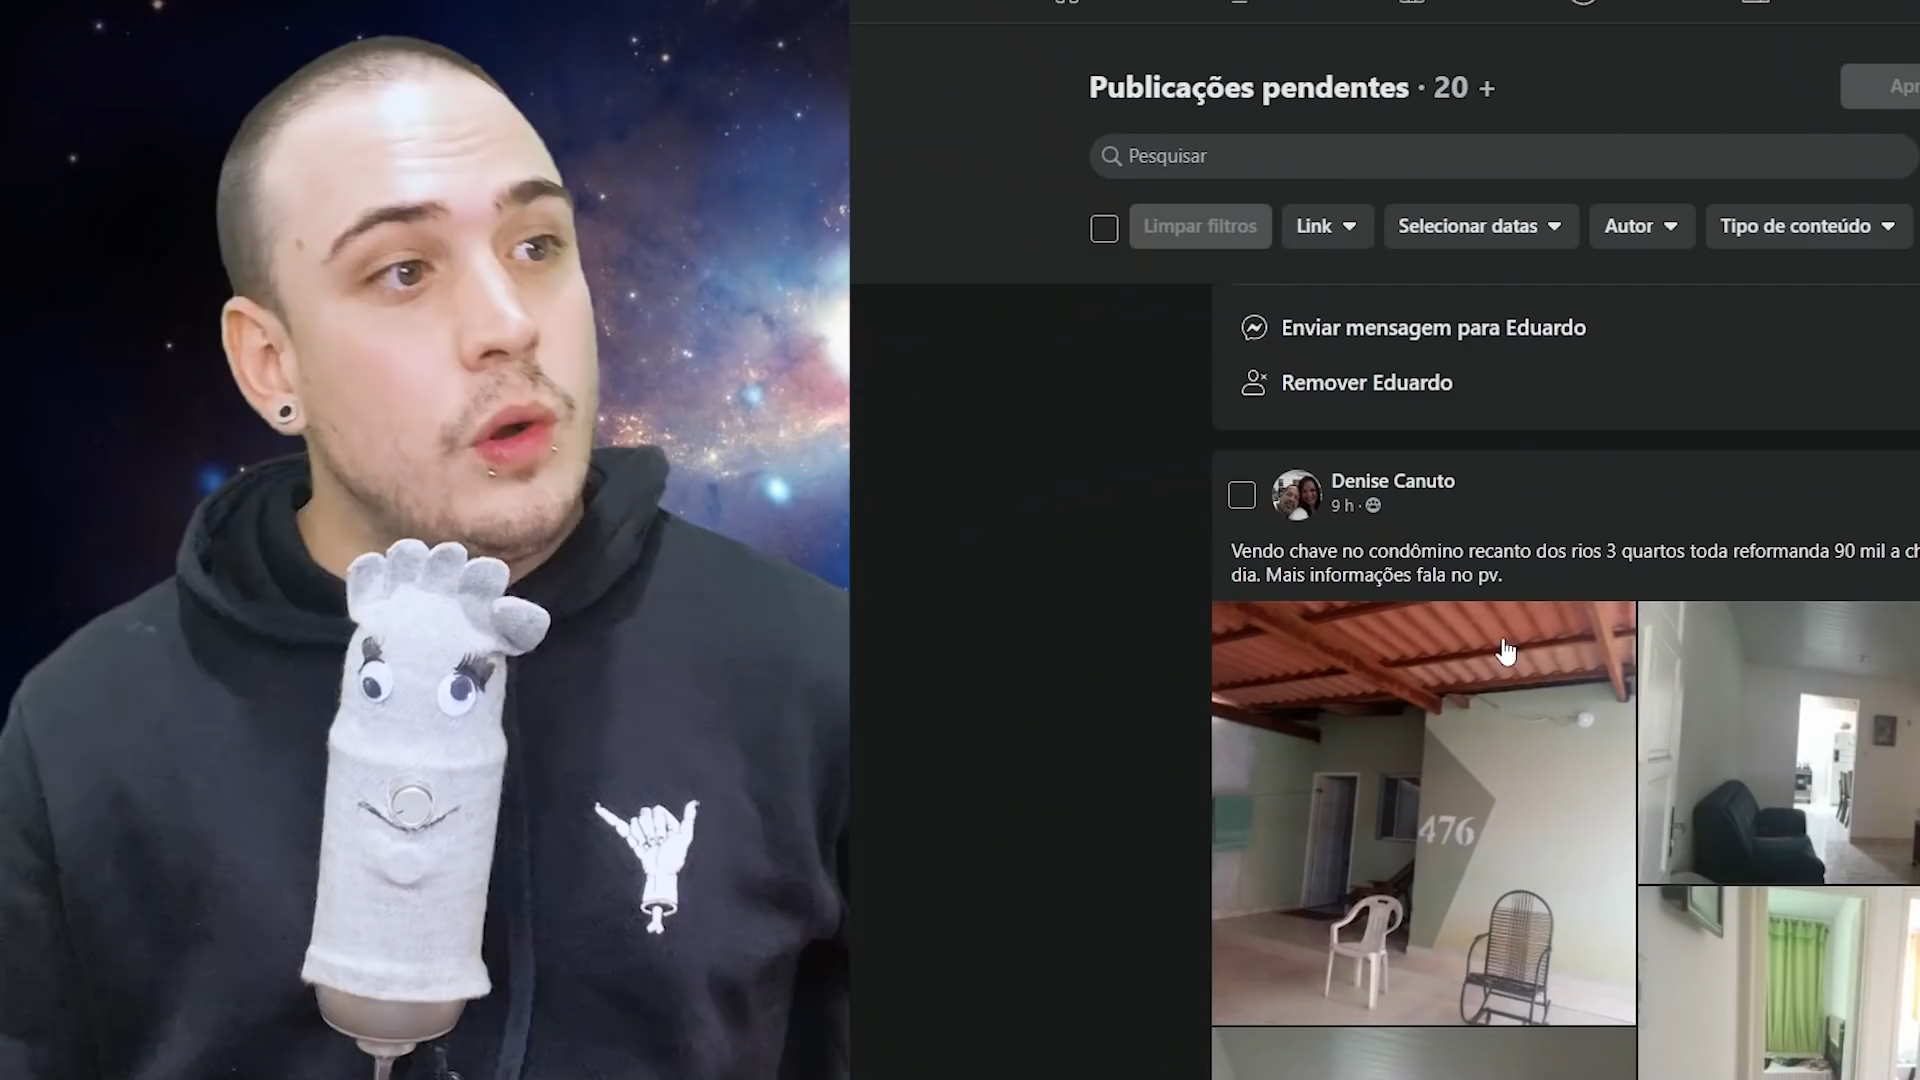 Publicações pendentes · 20 +
Pesquisar
Limpar filtros
Link
Selecionar datas
Autor
Tipo de conteúdo
Enviar mensagem para Eduardo
Remover Eduardo
Denise Canuto
9 h ·
Vendo chave no condômino recanto dos rios 3 quartos toda reformanda 90 mil a
dia. Mais informações fala no pv.
476